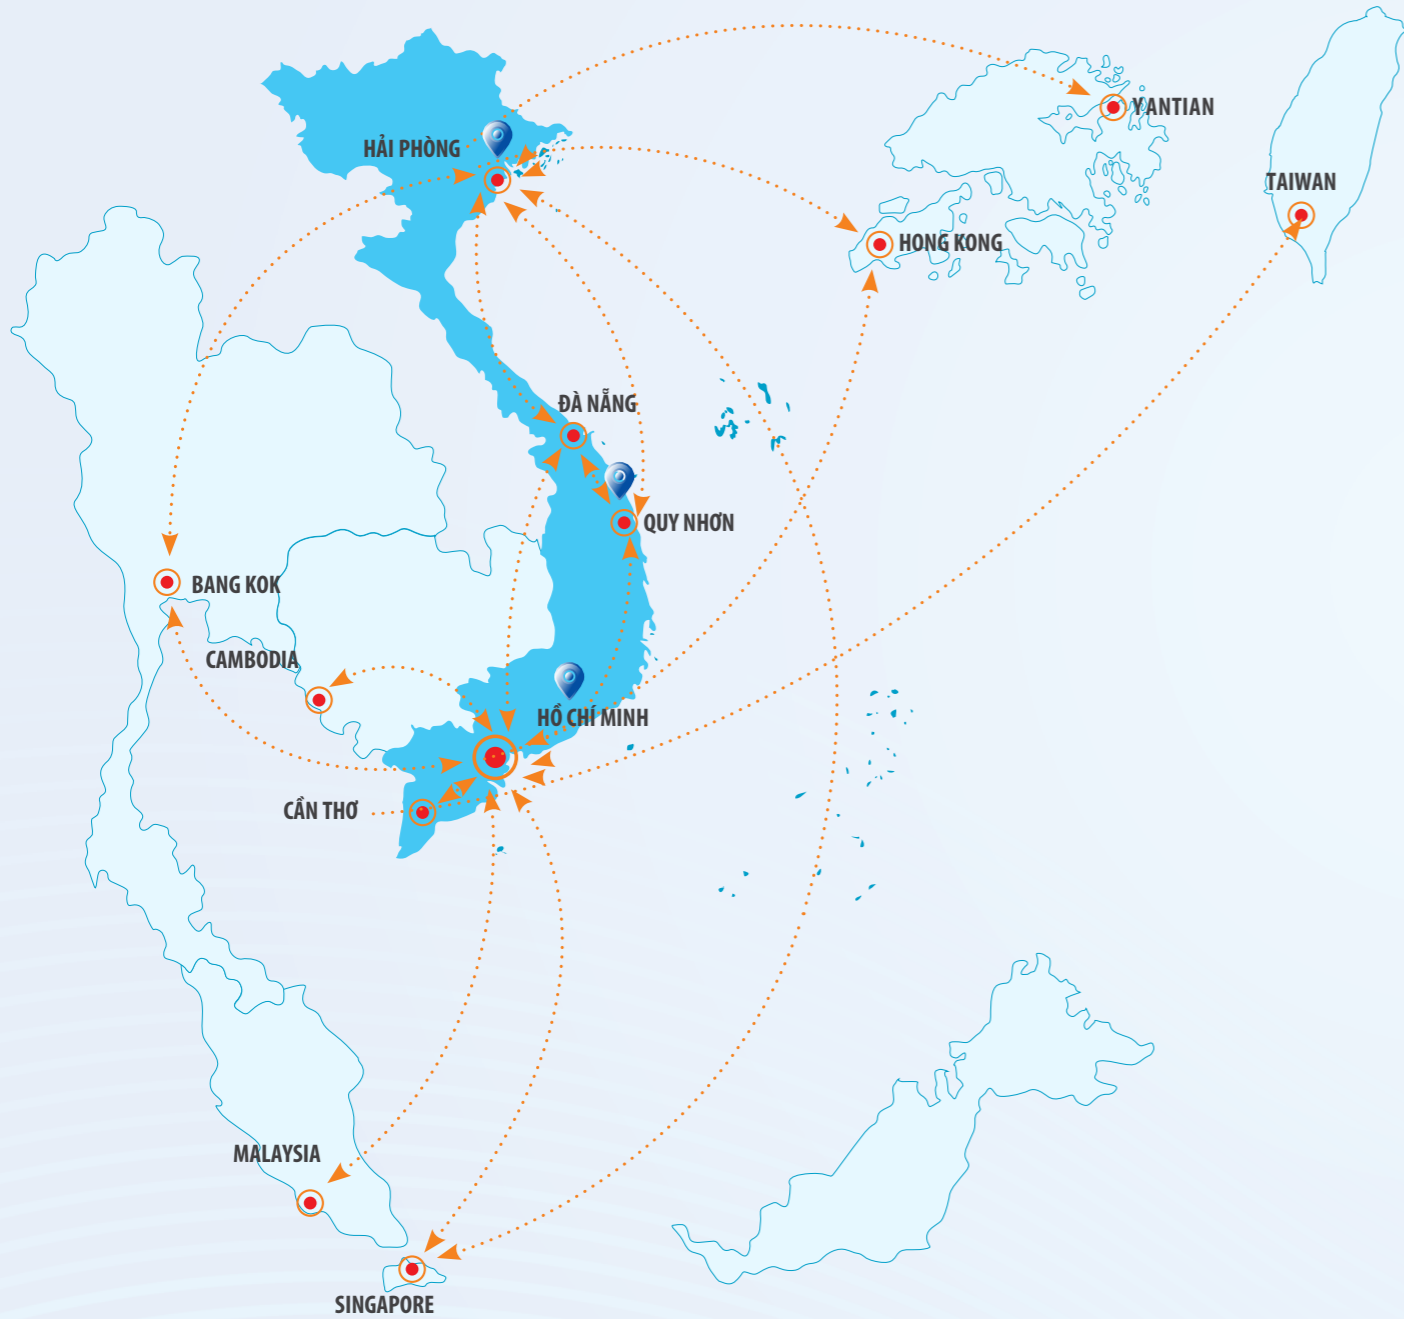 YANTIAN
HẢI PHÒNG
TAIWAN
HONG KONG
ĐÀ NẴNG
QUY NHƠN
BANG KOK
CAMBODIA
HỒ CHÍ MINH
CẦN THƠ
MALAYSIA
SINGAPORE